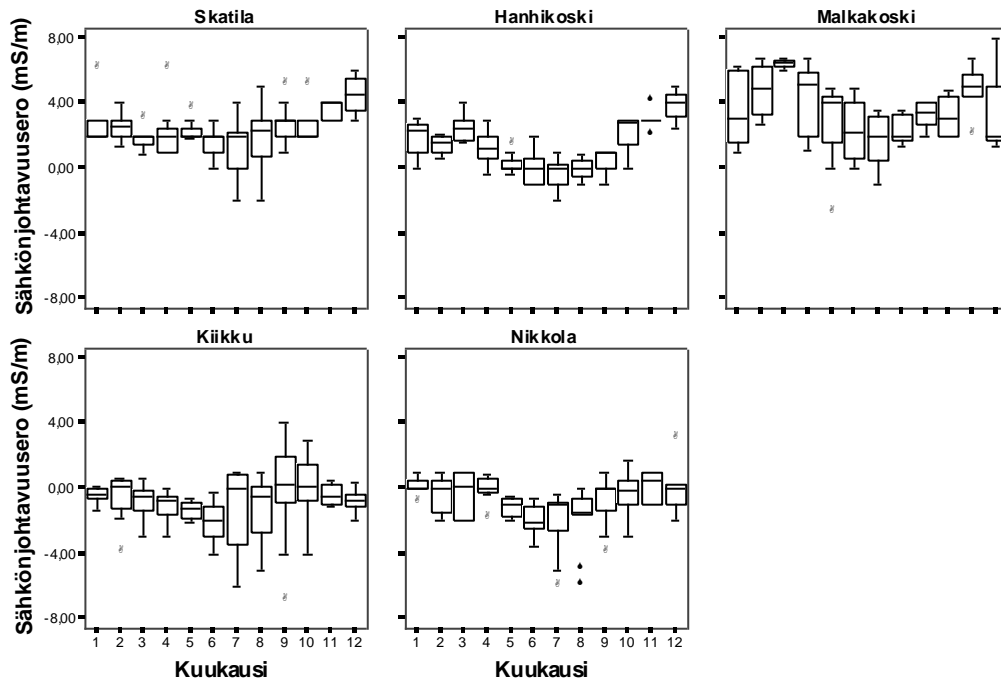 Skatila Hanhikoski Malkakoski
Sähkönjohtavuusero (mS/m)
8,00
4,00
0,00
-4,00
-8,00
Kiikku Nikkola
Sähkönjohtavuusero (mS/m)
8,00
4,00
0,00
-4,00
-8,00
1 2 3 4 5 6 7 8 9 10 11 12 1 2 3 4 5 6 7 8 9 10 11 12
Kuukausi Kuukausi